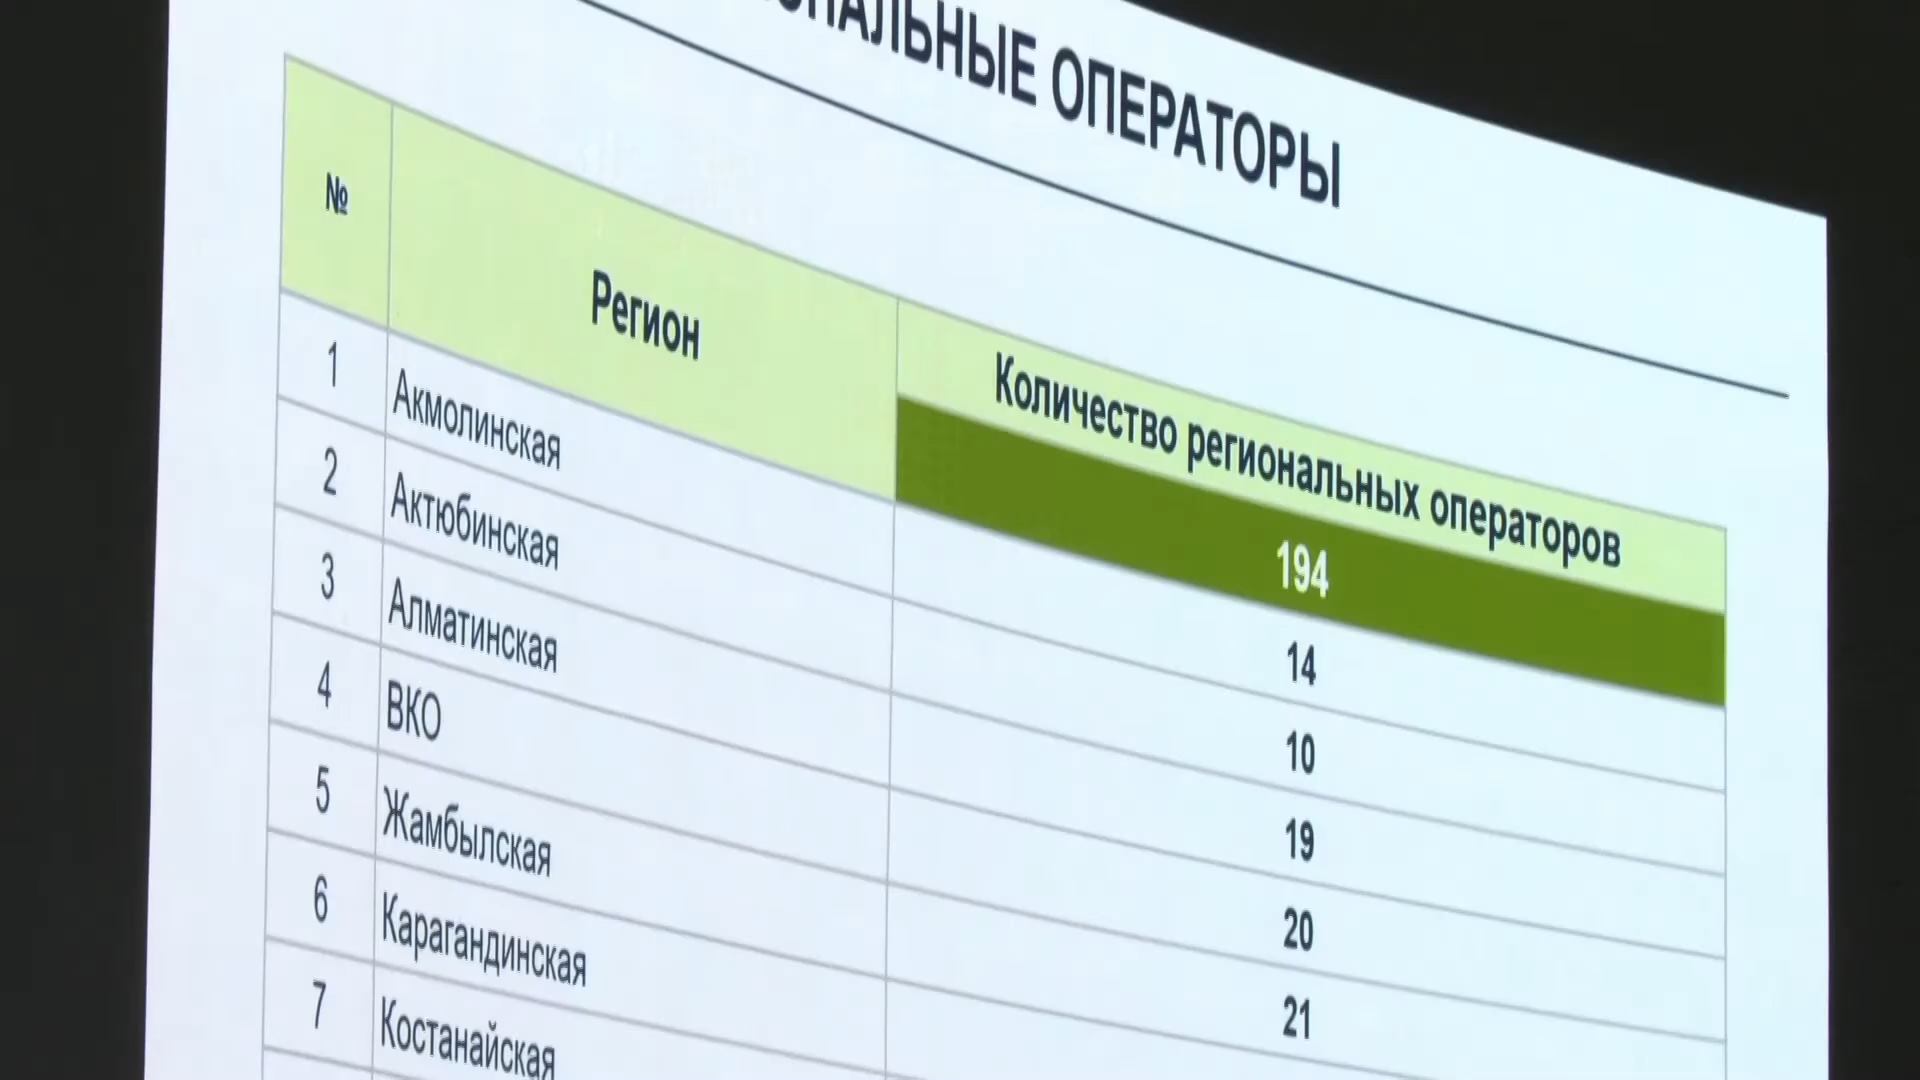 ОНАЛЬНЫЕ ОПЕРАТОРЫ
№ Регион Количество региональных операторов
194
1 Акмолинская 14
2 Актюбинская 10
3 Алматинская 19
4 ВКО 20
5 Жамбылская 21
6 Карагандинская
7 Костанайская